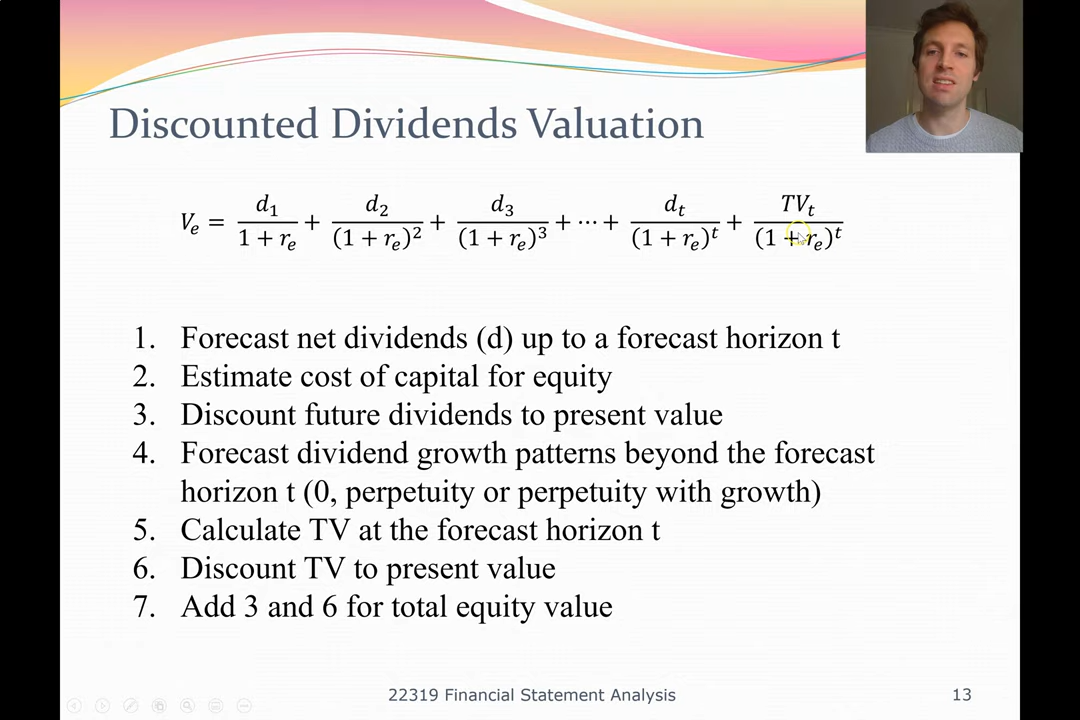 Discounted Dividends Valuation
V_e = d_1/(1 + r_e) + d_2/(1 + r_e)^2 + d_3/(1 + r_e)^3 + ⋯ + d_t/(1 + r_e)^t + TV_t/(1 + r_e)^t
1. Forecast net dividends (d) up to a forecast horizon t
2. Estimate cost of capital for equity
3. Discount future dividends to present value
4. Forecast dividend growth patterns beyond the forecast
horizon t (0, perpetuity or perpetuity with growth)
5. Calculate TV at the forecast horizon t
6. Discount TV to present value
7. Add 3 and 6 for total equity value
22319 Financial Statement Analysis 13